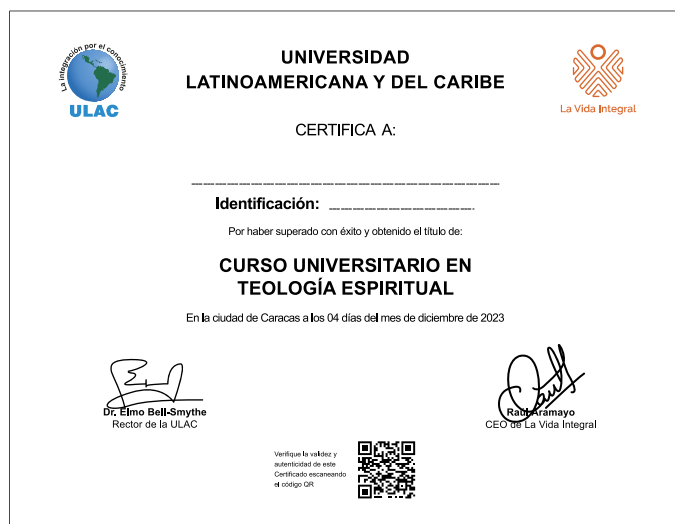 La integración por el conocimiento
ULAC
UNIVERSIDAD
LATINOAMERICANA Y DEL CARIBE
La Vida Integral
CERTIFICA A:
Identificación:
Por haber superado con éxito y obtenido el título de:
CURSO UNIVERSITARIO EN
TEOLOGÍA ESPIRITUAL
En la ciudad de Caracas a los 04 días del mes de diciembre de 2023
Dr. Elmo Bell-Smythe
Rector de la ULAC
Raúl Aramayo
CEO de La Vida Integral
Verifique la validez y
autenticidad de este
Certificado escaneando
el código QR